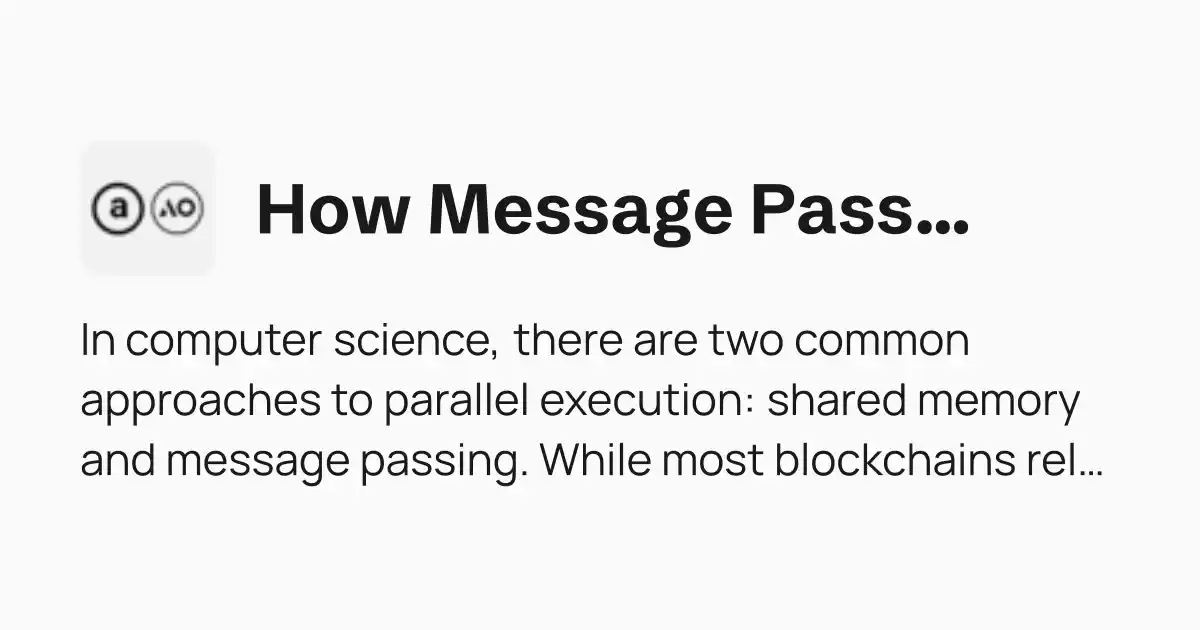 a AO How Message Pass...
In computer science, there are two common
approaches to parallel execution: shared memory
and message passing. While most blockchains rel...